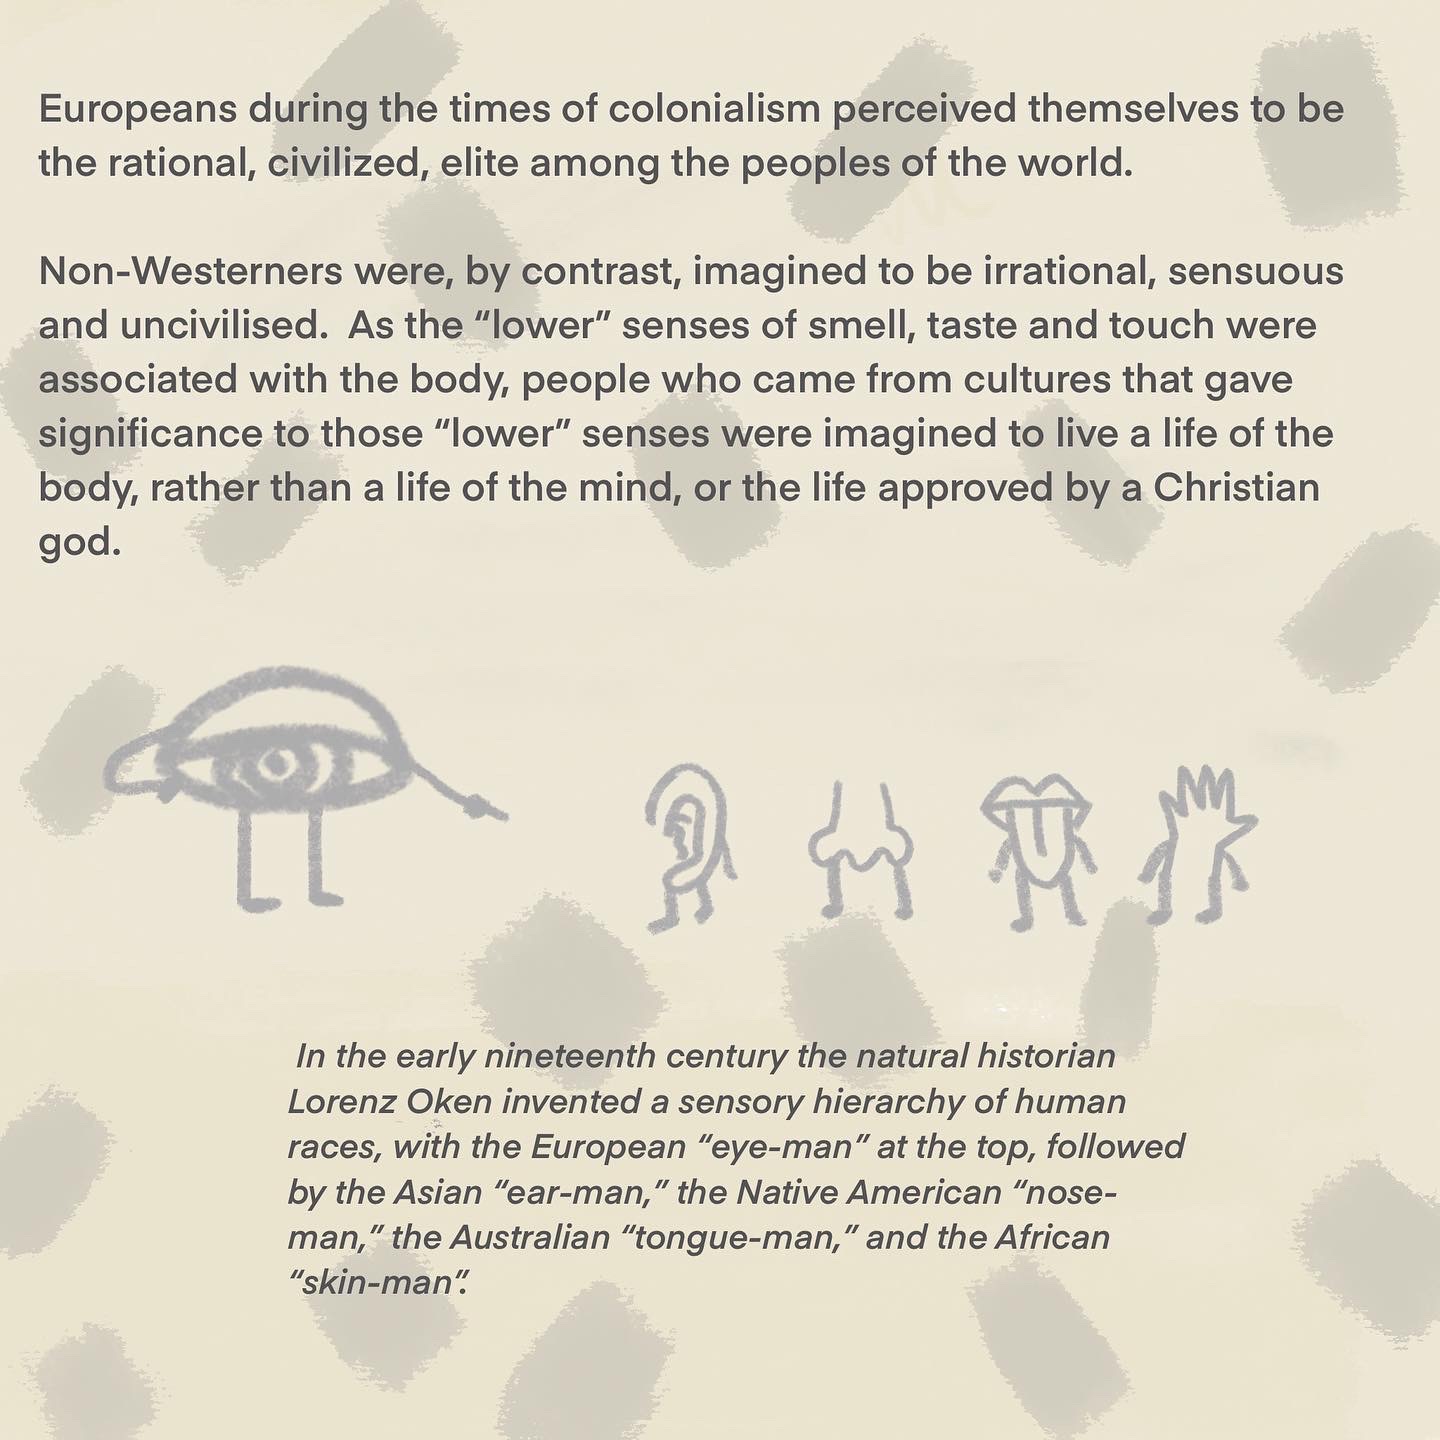 Europeans during the times of colonialism perceived themselves to be
the rational, civilized, elite among the peoples of the world.
Non-Westerners were, by contrast, imagined to be irrational, sensuous
and uncivilised.  As the “lower” senses of smell, taste and touch were
associated with the body, people who came from cultures that gave
significance to those “lower” senses were imagined to live a life of the
body, rather than a life of the mind, or the life approved by a Christian
god.
In the early nineteenth century the natural historian
Lorenz Oken invented a sensory hierarchy of human
races, with the European “eye-man” at the top, followed
by the Asian “ear-man,” the Native American “nose-
man,” the Australian “tongue-man,” and the African
“skin-man”.